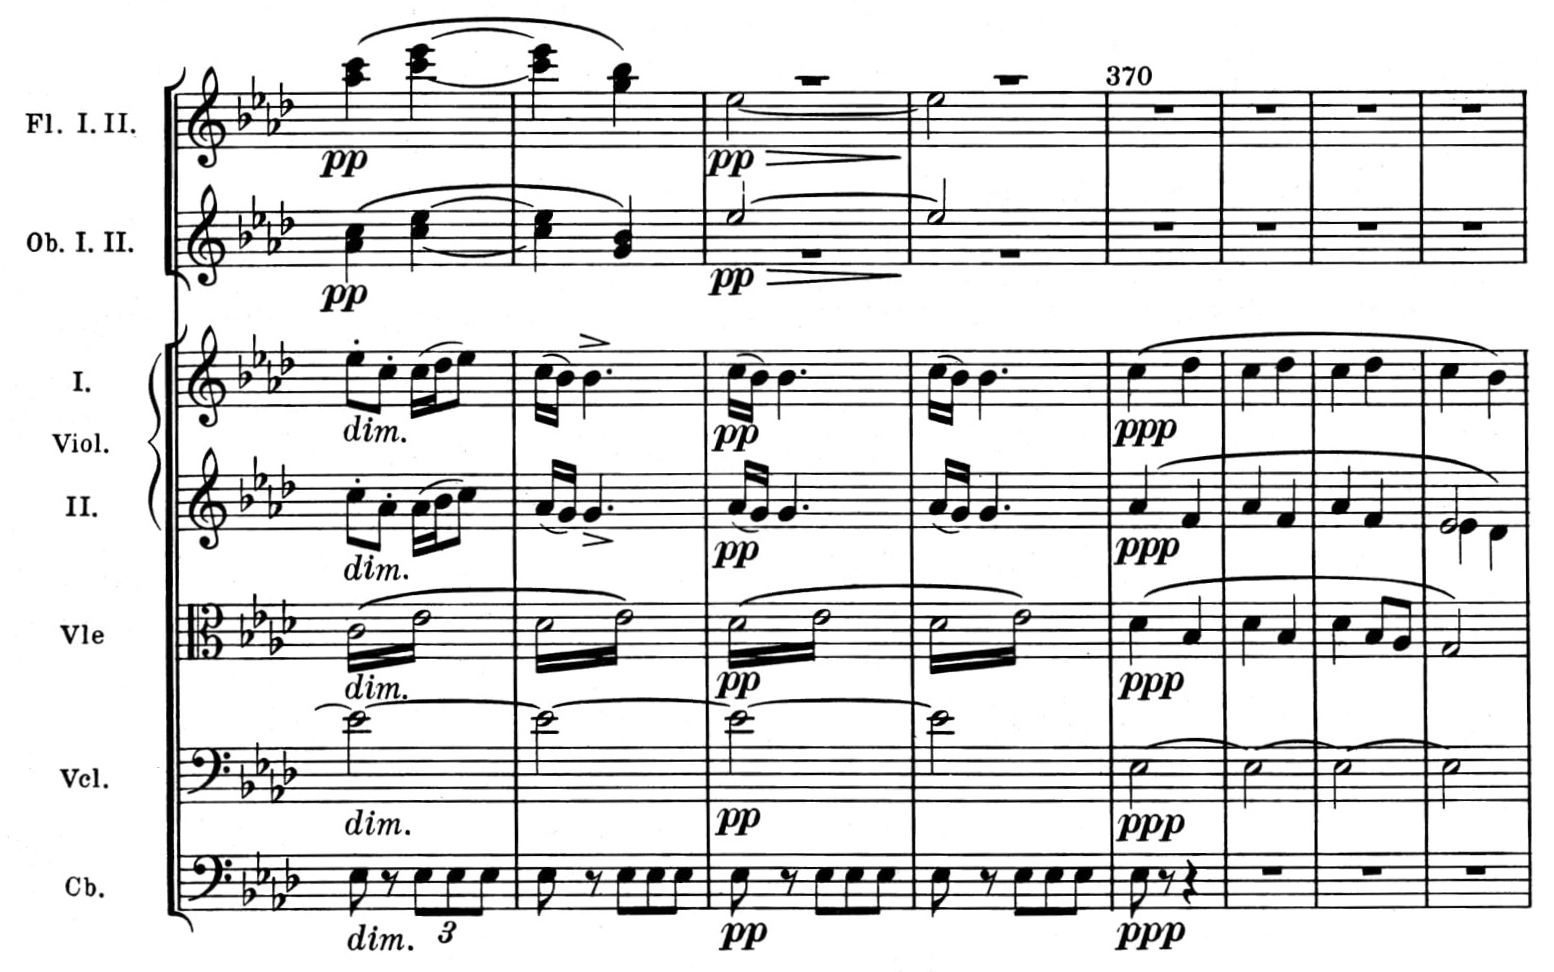 370
Fl. I. II.
pp pp
Ob. I. II.
pp pp
I.
dim. pp ppp
Viol.
II.
dim. pp ppp
Vle
dim. pp ppp
Vcl.
dim. pp ppp
Cb.
dim. 3 pp ppp